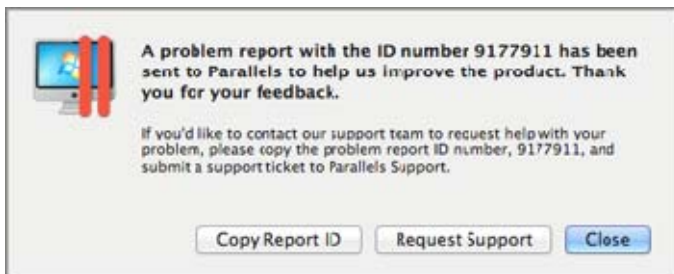 A problem report with the ID number 9177911 has been
sent to Parallels to help us improve the product. Thank
you for your feedback.
If you'd like to contact our support team to request help with your
problem, please copy the problem report ID number, 9177911, and
submit a support ticket to Parallels Support.
Copy Report ID Request Support Close